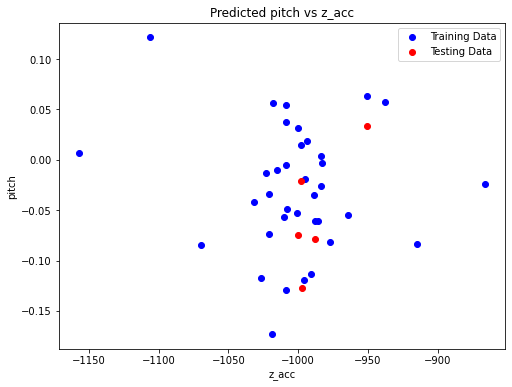 Predicted pitch vs z_acc
Training Data
Testing Data
pitch
0.10
0.05
0.00
−0.05
−0.10
−0.15
−1150
−1100
−1050
−1000
−950
−900
z_acc